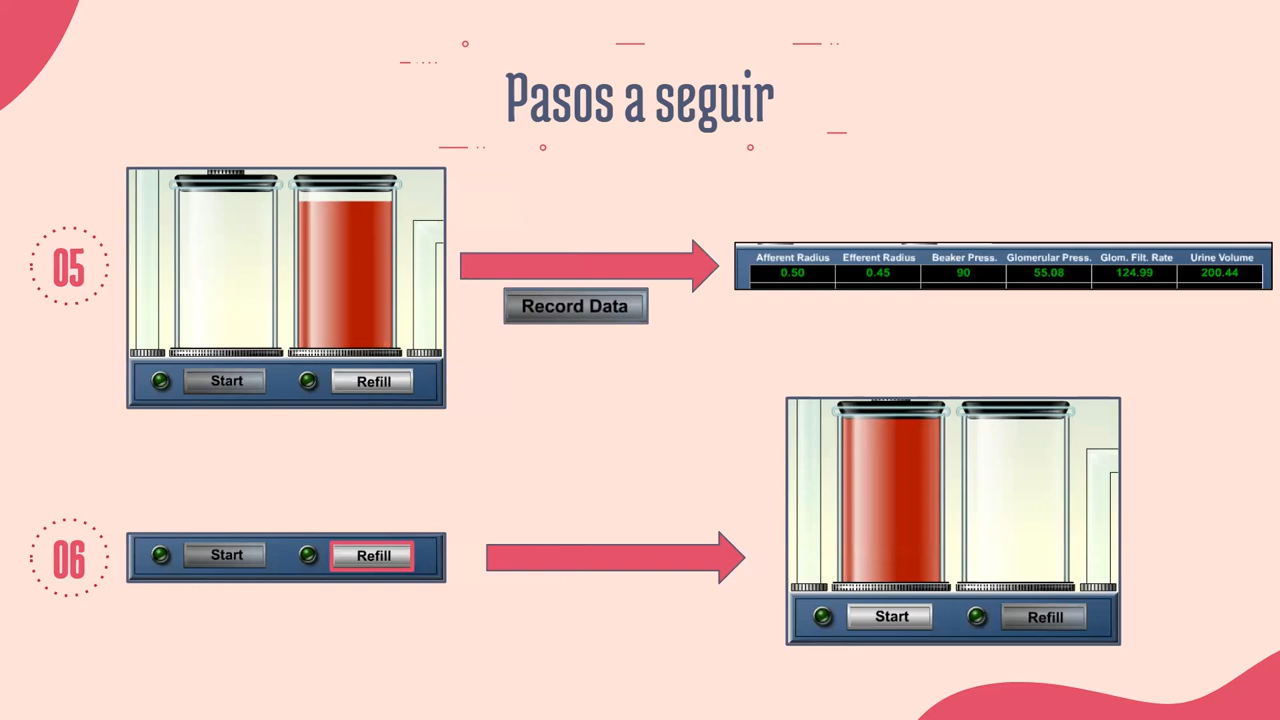 Pasos a seguir
05
Start
Refill
Record Data
Afferent Radius Efferent Radius Beaker Press. Glomerular Press. Glom. Filt. Rate Urine Volume
0.50 0.45 90 55.08 124.99 200.44
06
Start
Refill
Start
Refill